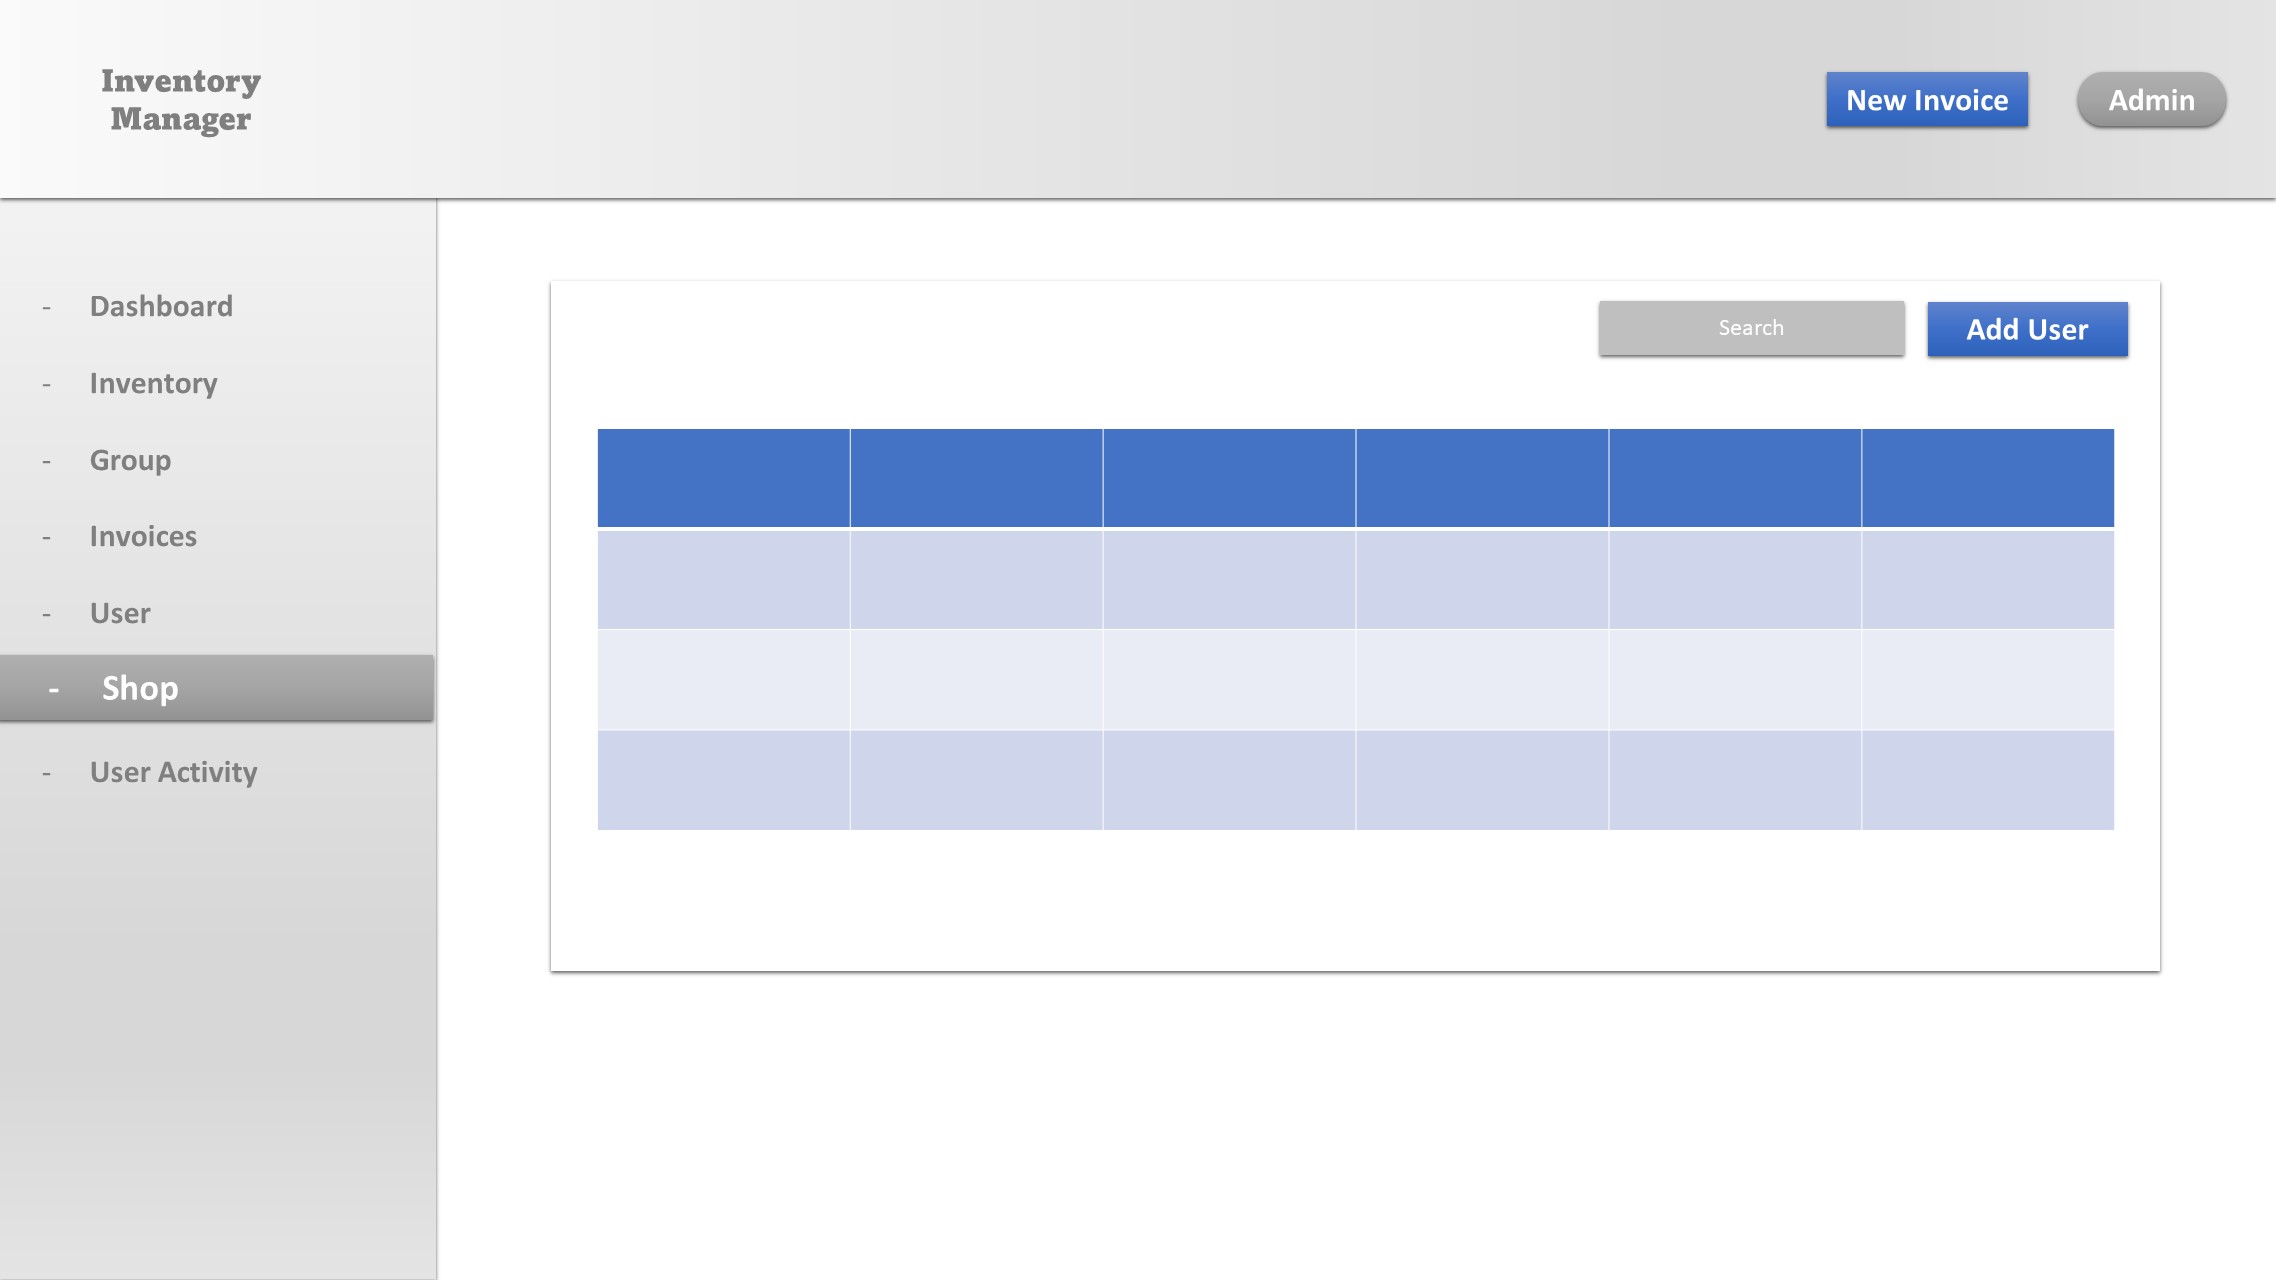 Inventory
Manager
New Invoice
Admin
- Dashboard
- Inventory
- Group
- Invoices
- User
- Shop
- User Activity
Search
Add User